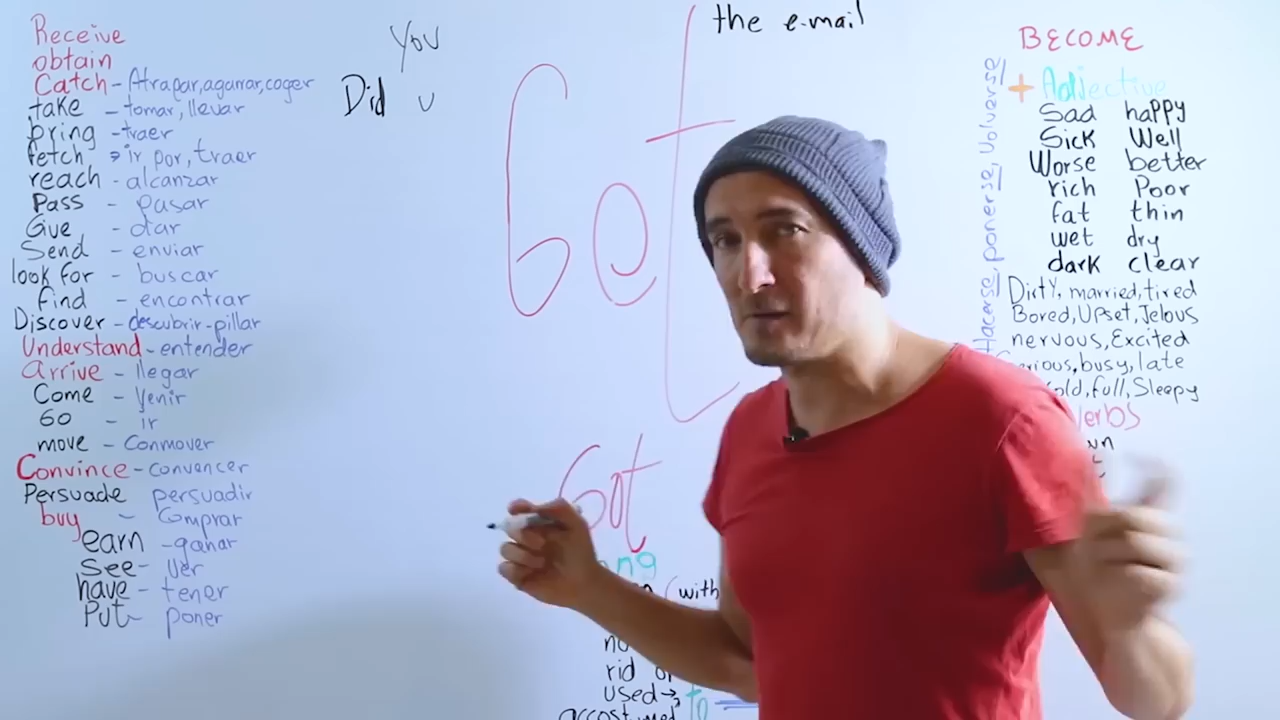 Receive
obtain
Catch - Atrapar, agarrar, coger
take - tomar, llevar
bring - traer
fetch → ir, por, traer
reach - alcanzar
Pass - pasar
Give - dar
Send - enviar
look for - buscar
find - encontrar
Discover - descubrir - pillar
Understand - entender
Arrive - llegar
Come - Venir
GO - ir
move - Conmover
Convince - convencer
Persuade persuadir
buy - Comprar
earn - ganar
See - Ver
have - tener
Put - poner
You
Did U
the e-mail
Get
Got
(with
rid
used → to
BECOME
+ Adjective
Hacerse, ponerse, Volverse
Sad happy
Sick Well
Worse better
rich Poor
fat thin
wet dry
dark clear
Dirty, married, tired
Bored, Upset, Jelous
nervous, Excited
busy, late
full, Sleepy